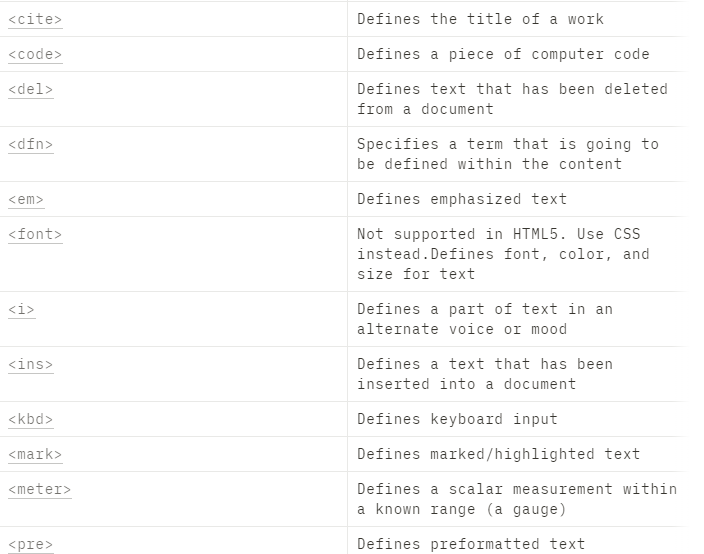 <cite> Defines the title of a work
<code> Defines a piece of computer code
<del> Defines text that has been deleted
from a document
<dfn> Specifies a term that is going to
be defined within the content
<em> Defines emphasized text
<font> Not supported in HTML5. Use CSS
instead.Defines font, color, and
size for text
<i> Defines a part of text in an
alternate voice or mood
<ins> Defines a text that has been
inserted into a document
<kbd> Defines keyboard input
<mark> Defines marked/highlighted text
<meter> Defines a scalar measurement within
a known range (a gauge)
<pre> Defines preformatted text